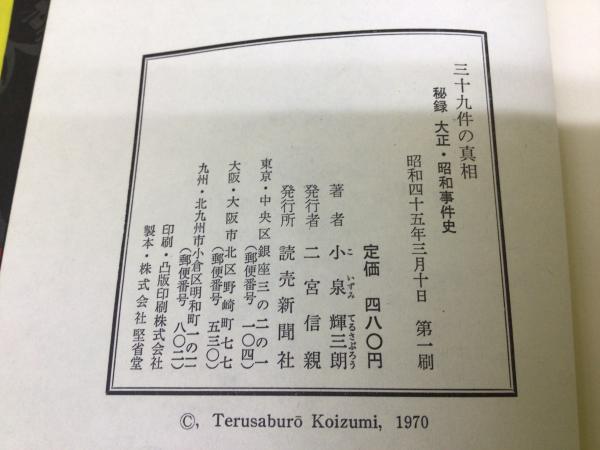 三十九件の真相
秘録 大正・昭和事件史
昭和四十五年三月十日 第一刷
定価 四八〇円
著者 小泉輝三朗
こ いずみ てるさぶろう
発行者 二宮信親
発行所 読売新聞社
東京・中央区銀座三の二の一
(郵便番号 一〇四)
大阪・大阪市北区野崎町七七
(郵便番号 五三〇)
九州・北九州市小倉区明和町一の一一
(郵便番号 八〇二)
印刷・凸版印刷株式会社
製本・株式会社堅省堂
©, Terusaburō Koizumi, 1970